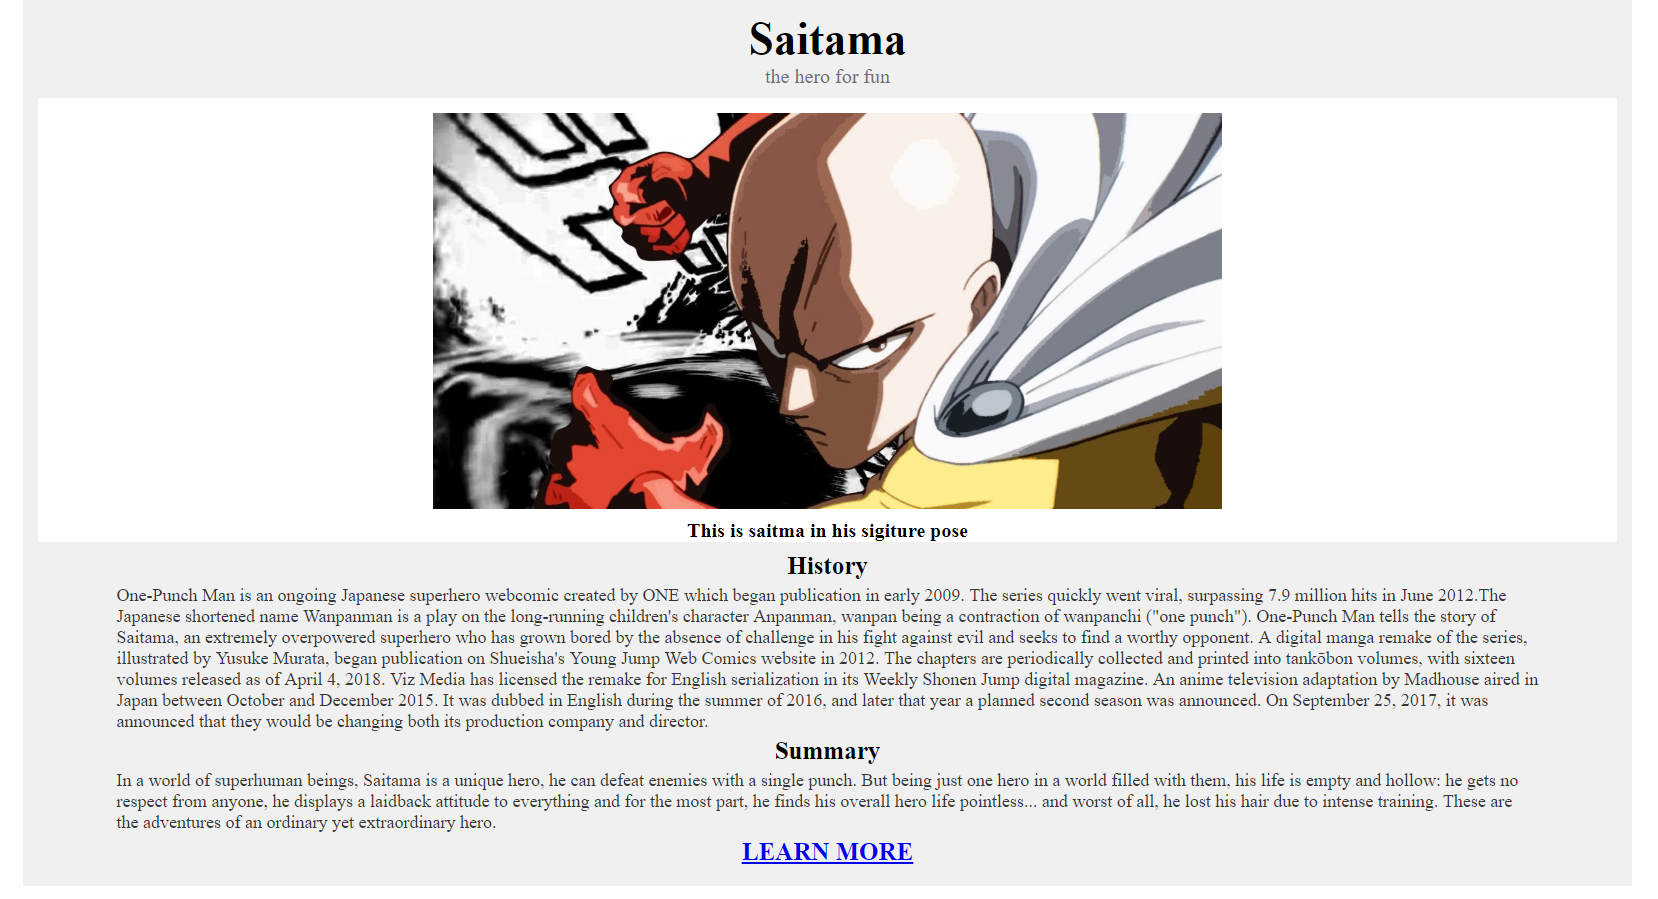 Saitama
the hero for fun
This is saitma in his sigiture pose
History
One-Punch Man is an ongoing Japanese superhero webcomic created by ONE which began publication in early 2009. The series quickly went viral, surpassing 7.9 million hits in June 2012.The
Japanese shortened name Wanpanman is a play on the long-running children's character Anpanman, wanpan being a contraction of wanpanchi ("one punch"). One-Punch Man tells the story of
Saitama, an extremely overpowered superhero who has grown bored by the absence of challenge in his fight against evil and seeks to find a worthy opponent. A digital manga remake of the series,
illustrated by Yusuke Murata, began publication on Shueisha's Young Jump Web Comics website in 2012. The chapters are periodically collected and printed into tankōbon volumes, with sixteen
volumes released as of April 4, 2018. Viz Media has licensed the remake for English serialization in its Weekly Shonen Jump digital magazine. An anime television adaptation by Madhouse aired in
Japan between October and December 2015. It was dubbed in English during the summer of 2016, and later that year a planned second season was announced. On September 25, 2017, it was
announced that they would be changing both its production company and director.
Summary
In a world of superhuman beings, Saitama is a unique hero, he can defeat enemies with a single punch. But being just one hero in a world filled with them, his life is empty and hollow: he gets no
respect from anyone, he displays a laidback attitude to everything and for the most part, he finds his overall hero life pointless... and worst of all, he lost his hair due to intense training. These are
the adventures of an ordinary yet extraordinary hero.
LEARN MORE